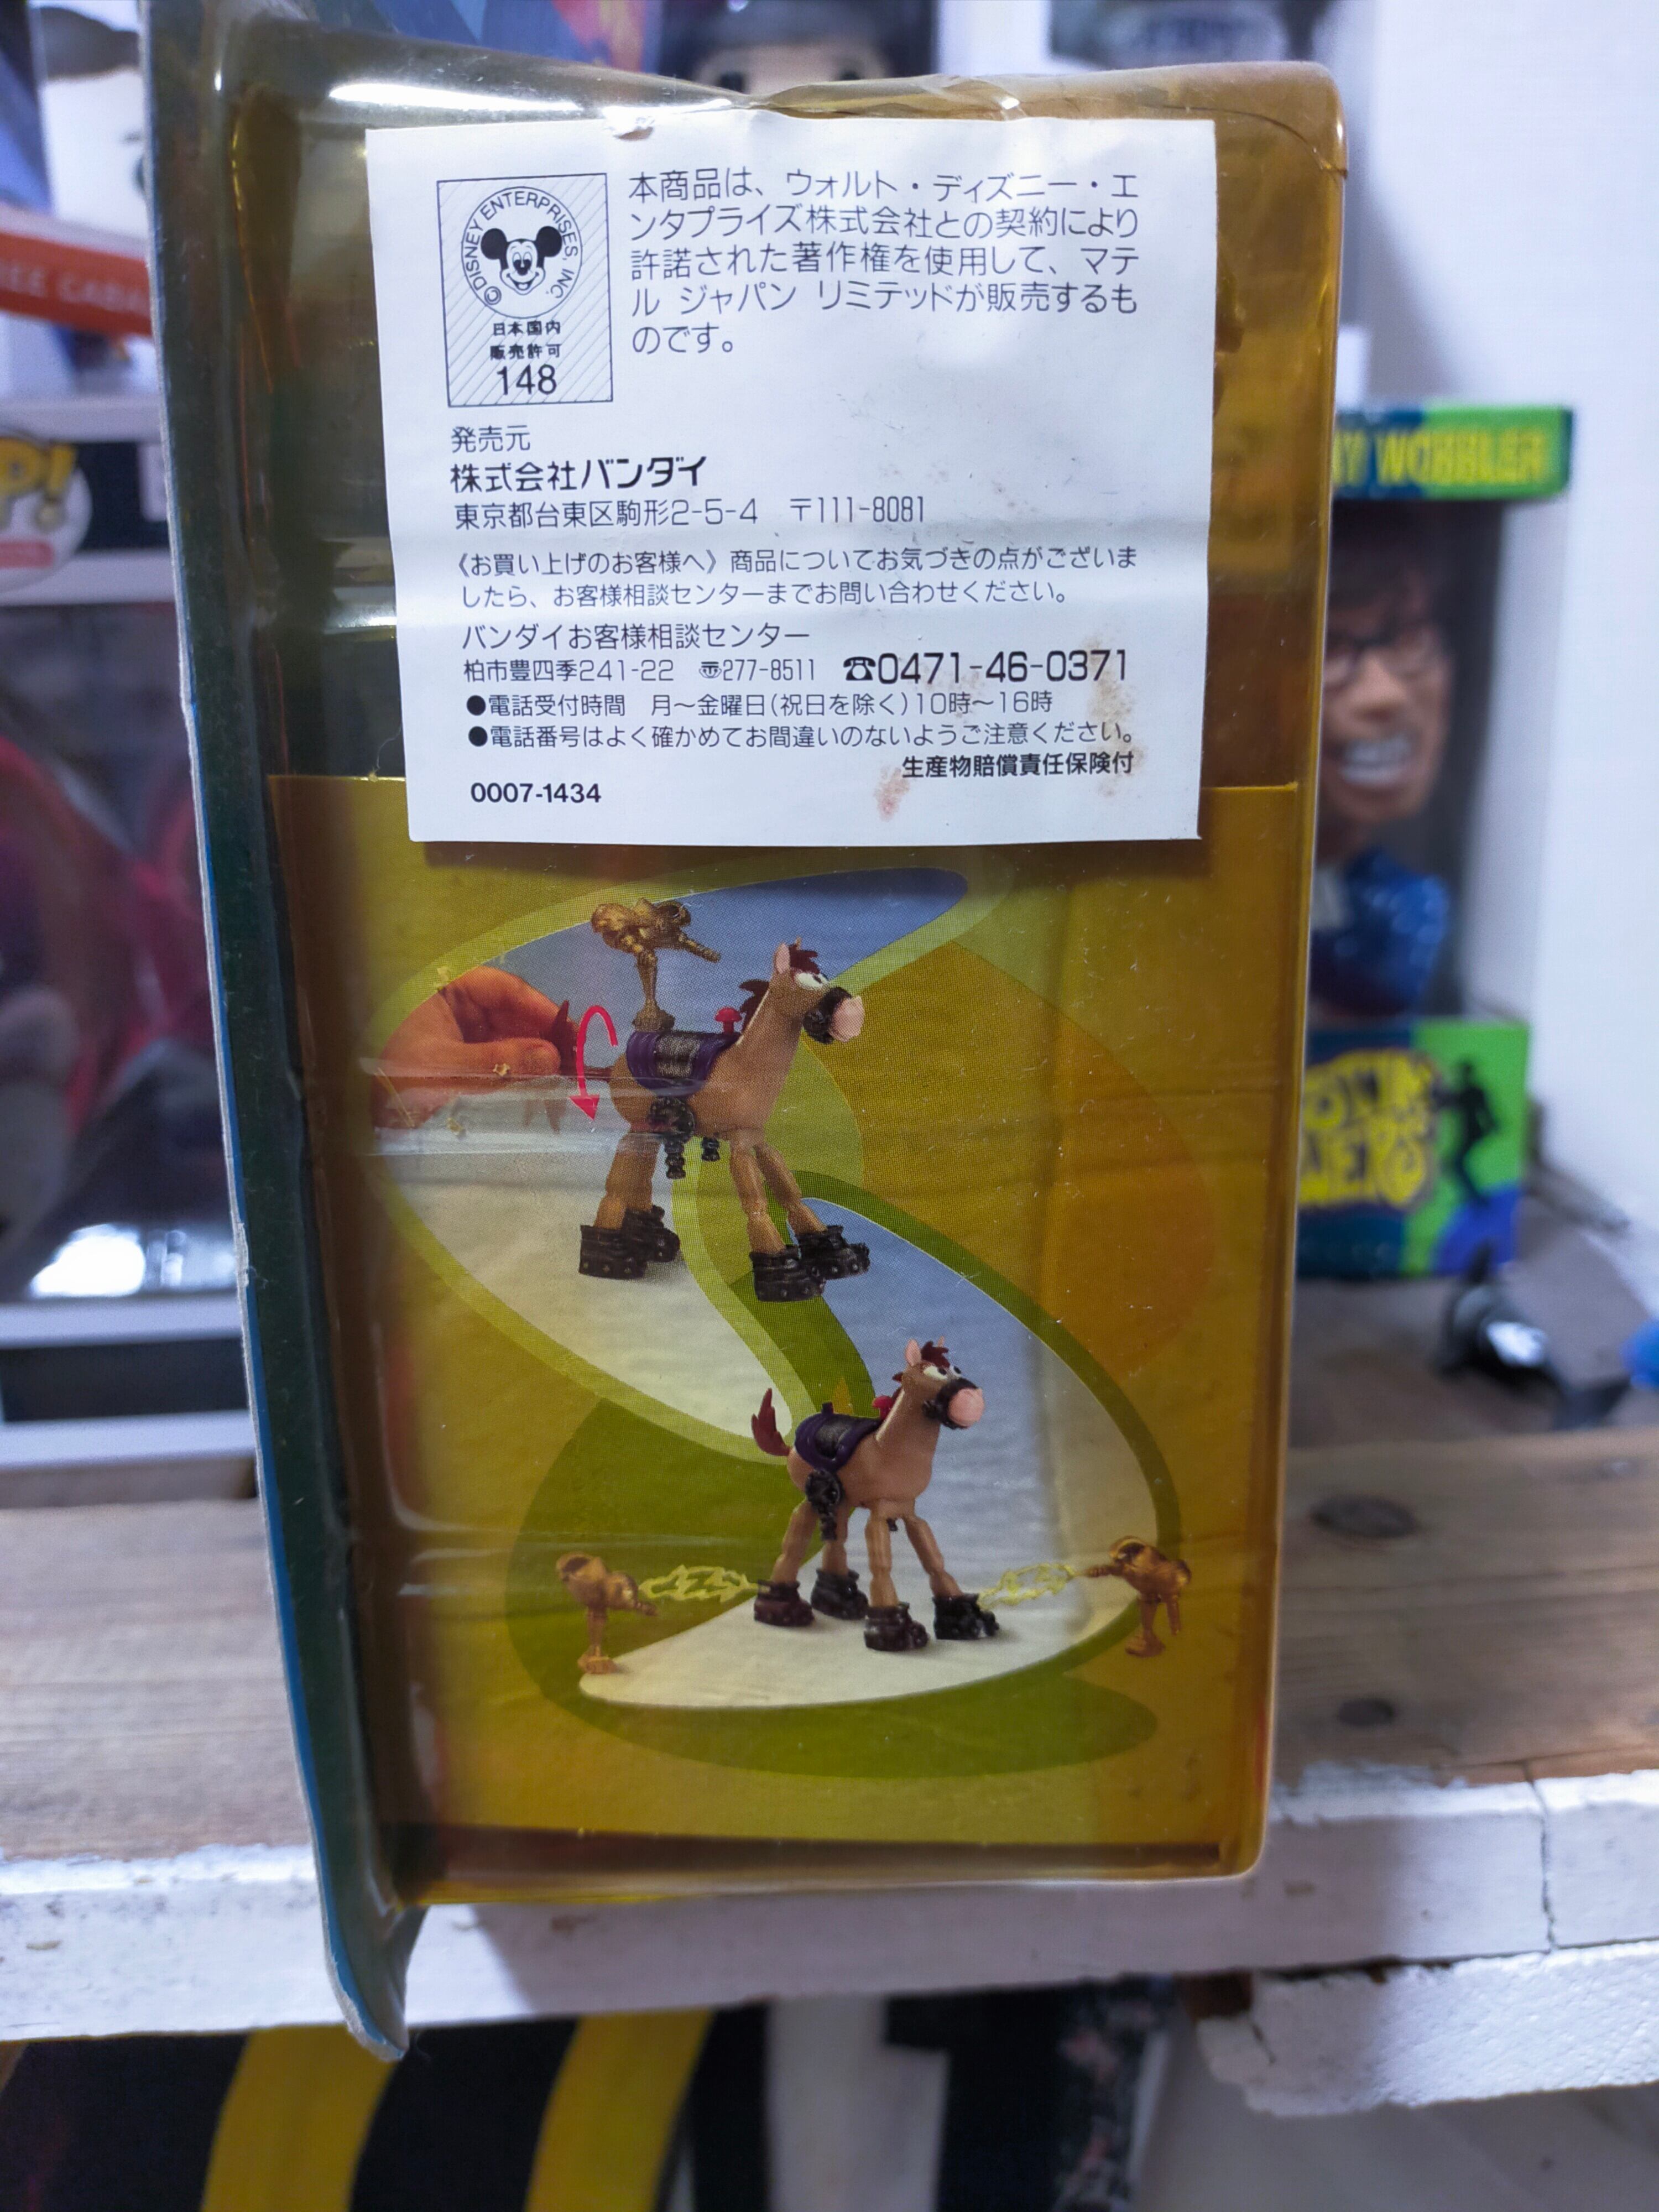 ©DISNEY ENTERPRISES, INC.
日本国内
販売許可
148
本商品は、ウォルト・ディズニー・エ
ンタプライズ株式会社との契約により
許諾された著作権を使用して、マテ
ル ジャパン リミテッドが販売するも
のです。
発売元
株式会社バンダイ
東京都台東区駒形2-5-4 〒111-8081
《お買い上げのお客様へ》商品についてお気づきの点がございま
したら、お客様相談センターまでお問い合わせください。
バンダイお客様相談センター
柏市豊四季241-22 〠277-8511 ☎0471-46-0371
●電話受付時間 月〜金曜日(祝日を除く)10時〜16時
●電話番号はよく確かめてお間違いのないようご注意ください。
生産物賠償責任保険付
0007-1434
WOBBLER